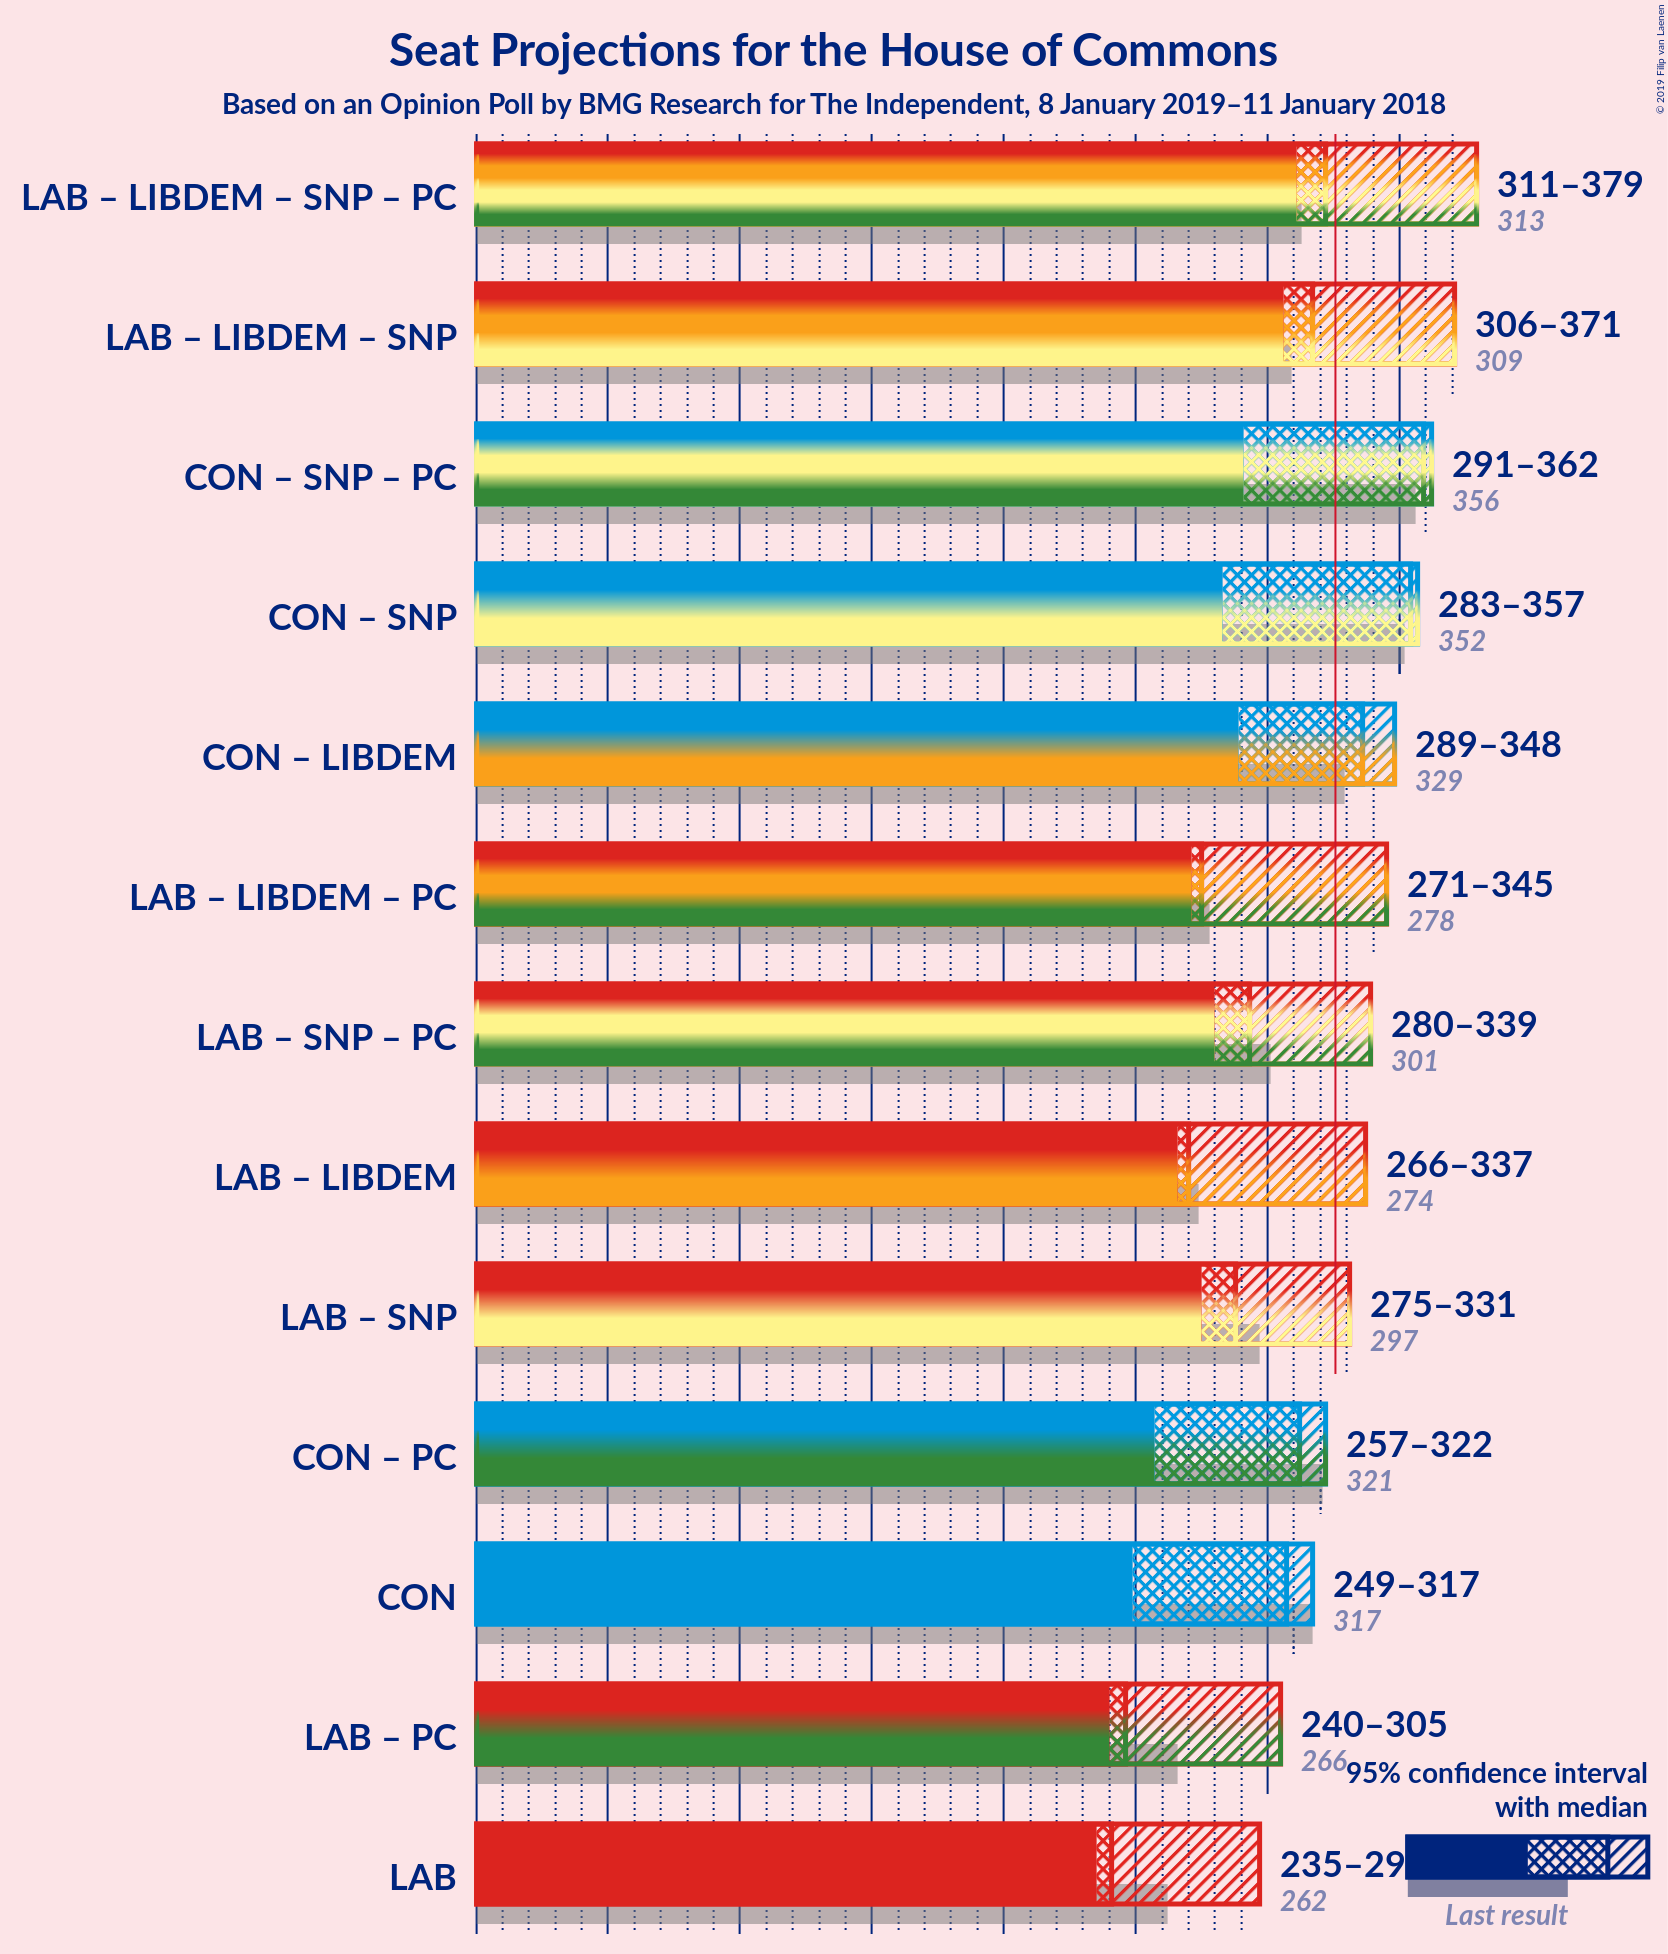 Seat Projections for the House of Commons
Based on an Opinion Poll by BMG Research for The Independent, 8 January 2019–11 January 2018
© 2019 Filip van Laenen
LAB – LIBDEM – SNP – PC
311–379
313
LAB – LIBDEM – SNP
306–371
309
CON – SNP – PC
291–362
356
CON – SNP
283–357
352
CON – LIBDEM
289–348
329
LAB – LIBDEM – PC
271–345
278
LAB – SNP – PC
280–339
301
LAB – LIBDEM
266–337
274
LAB – SNP
275–331
297
CON – PC
257–322
321
CON
249–317
317
LAB – PC
240–305
266
95% confidence interval
with median
LAB
235–29
262
Last result